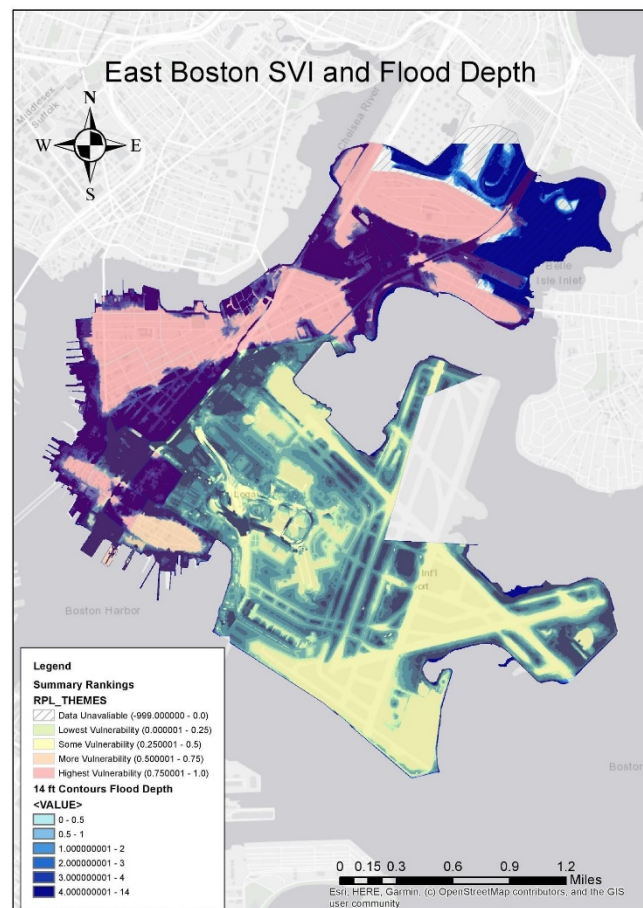 East Boston SVI and Flood Depth
Middlesex
Suffolk
N
W E
S
Chelsea River
Belle
Isle Inlet
Int'l
Boston Harbor
Boston
Legend
Summary Rankings
RPL_THEMES
Data Unavaliable (-999.000000 - 0.0)
Lowest Vulnerability (0.000001 - 0.25)
Some Vulnerability (0.250001 - 0.5)
More Vulnerability (0.500001 - 0.75)
Highest Vulnerability (0.750001 - 1.0)
14 ft Contours Flood Depth
<VALUE>
0 - 0.5
0.5 - 1
1.000000001 - 2
2.000000001 - 3
3.000000001 - 4
4.000000001 - 14
0 0.15 0.3 0.6 0.9 1.2
Miles
Esri, HERE, Garmin, (c) OpenStreetMap contributors, and the GIS
user community